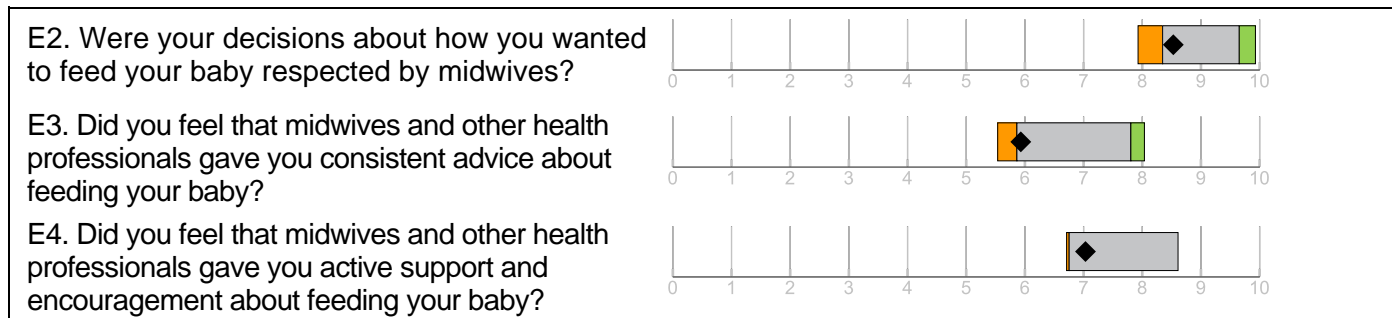 E2. Were your decisions about how you wanted
to feed your baby respected by midwives?
0 1 2 3 4 5 6 7 8 9 10
E3. Did you feel that midwives and other health
professionals gave you consistent advice about
feeding your baby?
0 1 2 3 4 5 6 7 8 9 10
E4. Did you feel that midwives and other health
professionals gave you active support and
encouragement about feeding your baby?
0 1 2 3 4 5 6 7 8 9 10